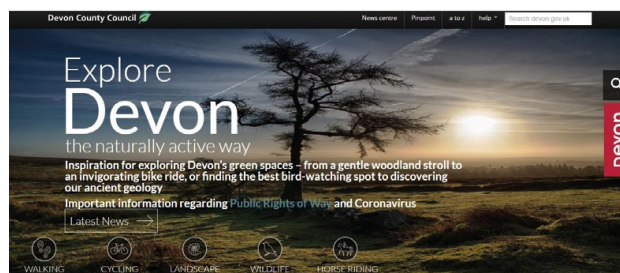 Devon County Council
News centre Pinpoint a to z help Search devon.gov.uk
Explore
Devon
the naturally active way
Inspiration for exploring Devon's green spaces – from a gentle woodland stroll to
an invigorating bike ride, or finding the best bird-watching spot to discovering
our ancient geology
Important information regarding Public Rights of Way and Coronavirus
Latest News
WALKING CYCLING LANDSCAPE WILDLIFE HORSE RIDING
devon